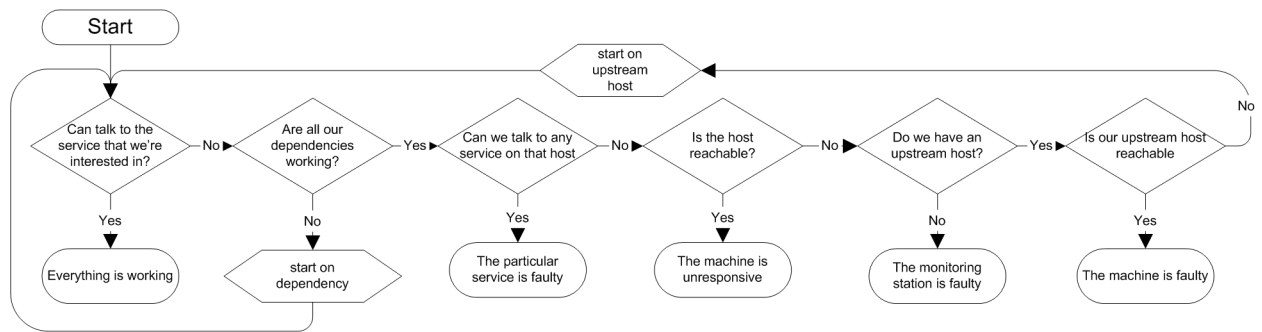 Start
start on
upstream
host
No
Can talk to the
service that we're
interested in?
No
Are all our
dependencies
working?
Yes
Can we talk to any
service on that host
No
Is the host
reachable?
No
Do we have an
upstream host?
Yes
Is our upstream host
reachable
Yes
No
Yes
Yes
No
Yes
Everything is working
start on
dependency
The particular
service is faulty
The machine is
unresponsive
The monitoring
station is faulty
The machine is faulty